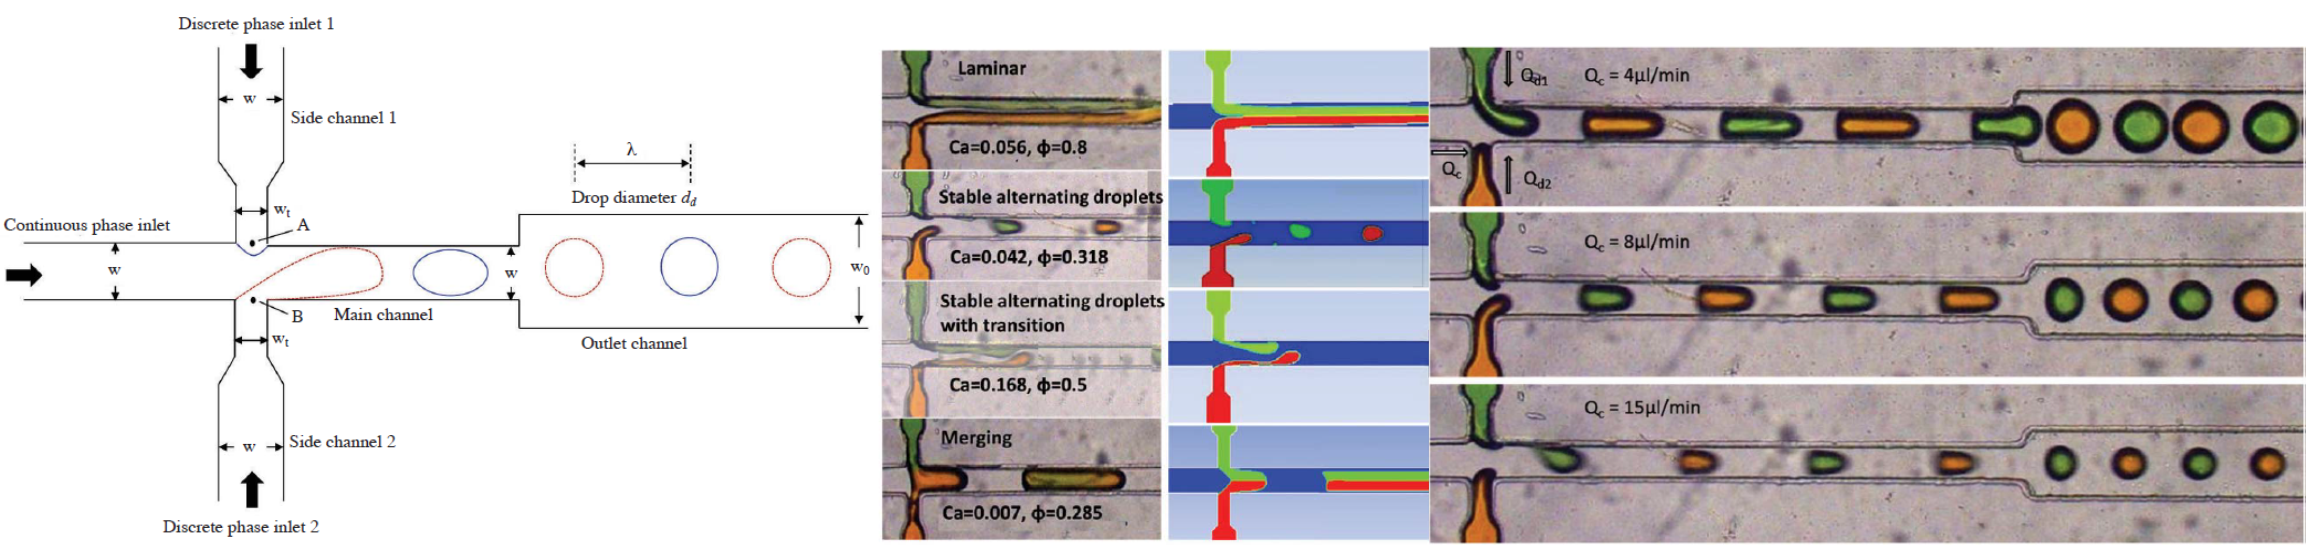 Discrete phase inlet 1
w
Side channel 1
wt
A
Continuous phase inlet
w
B
wt
Main channel
w
w
Side channel 2
Discrete phase inlet 2
λ
Drop diameter dd
w0
Outlet channel
Laminar
Ca=0.056, ϕ=0.8
Stable alternating droplets
Ca=0.042, ϕ=0.318
Stable alternating droplets
with transition
Ca=0.168, ϕ=0.5
Merging
Ca=0.007, ϕ=0.285
Qd1
Qc = 4µl/min
Qc
Qd2
Qc = 8µl/min
Qc = 15µl/min